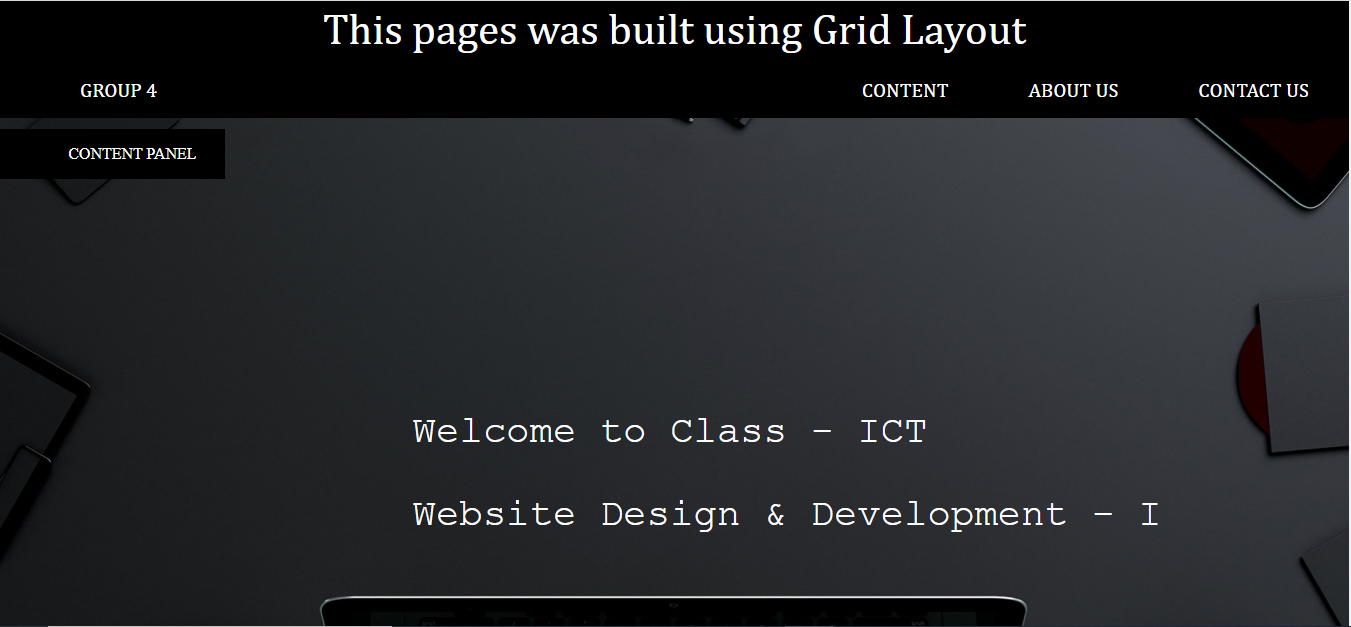 This pages was built using Grid Layout
GROUP 4 CONTENT ABOUT US CONTACT US
CONTENT PANEL
Welcome to Class - ICT
Website Design & Development - I